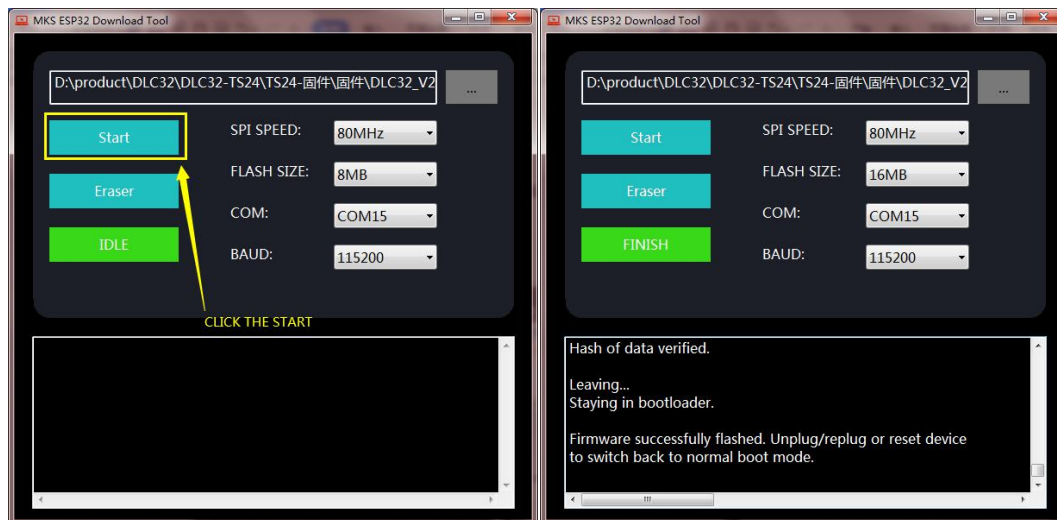 MKS ESP32 Download Tool
D:\product\DLC32\DLC32-TS24\TS24-固件\固件\DLC32_V2
...
Start
SPI SPEED:
80MHz
Eraser
FLASH SIZE:
8MB
COM:
COM15
IDLE
BAUD:
115200
CLICK THE START
MKS ESP32 Download Tool
D:\product\DLC32\DLC32-TS24\TS24-固件\固件\DLC32_V2
...
Start
SPI SPEED:
80MHz
Eraser
FLASH SIZE:
16MB
COM:
COM15
FINISH
BAUD:
115200
Hash of data verified.
Leaving...
Staying in bootloader.
Firmware successfully flashed. Unplug/replug or reset device
to switch back to normal boot mode.